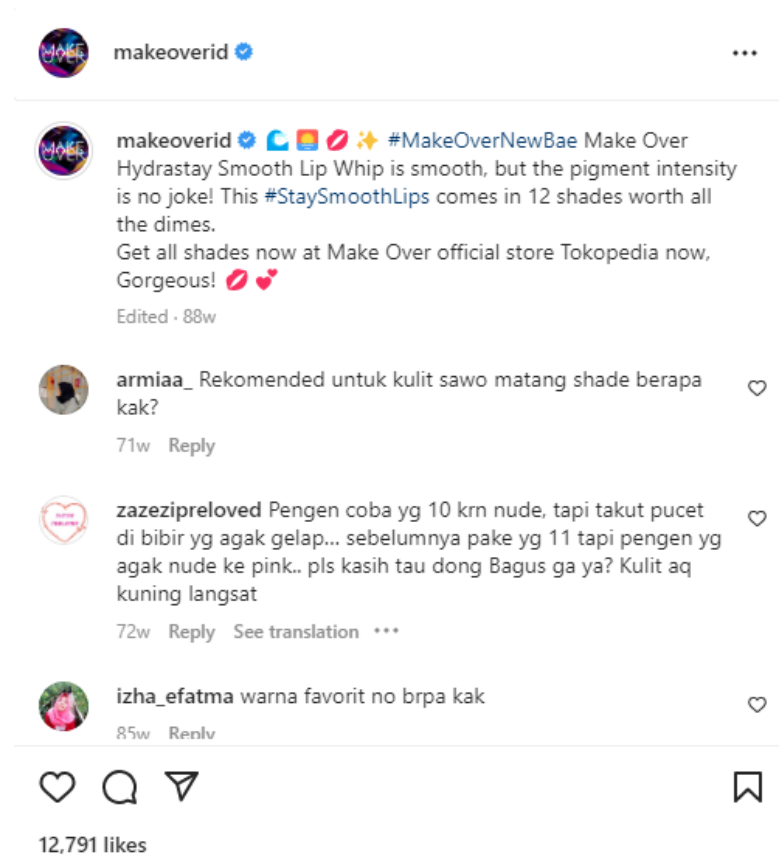 makeoverid
makeoverid 🌊 🌅 💋 ✨ #MakeOverNewBae Make Over
Hydrastay Smooth Lip Whip is smooth, but the pigment intensity
is no joke! This #StaySmoothLips comes in 12 shades worth all
the dimes.
Get all shades now at Make Over official store Tokopedia now,
Gorgeous! 💋 💕
Edited · 88w
armiaa_ Rekomended untuk kulit sawo matang shade berapa
kak?
71w Reply
zazezipreloved Pengen coba yg 10 krn nude, tapi takut pucet
di bibir yg agak gelap... sebelumnya pake yg 11 tapi pengen yg
agak nude ke pink.. pls kasih tau dong Bagus ga ya? Kulit aq
kuning langsat
72w Reply See translation •••
izha_efatma warna favorit no brpa kak
85w Reply
12,791 likes